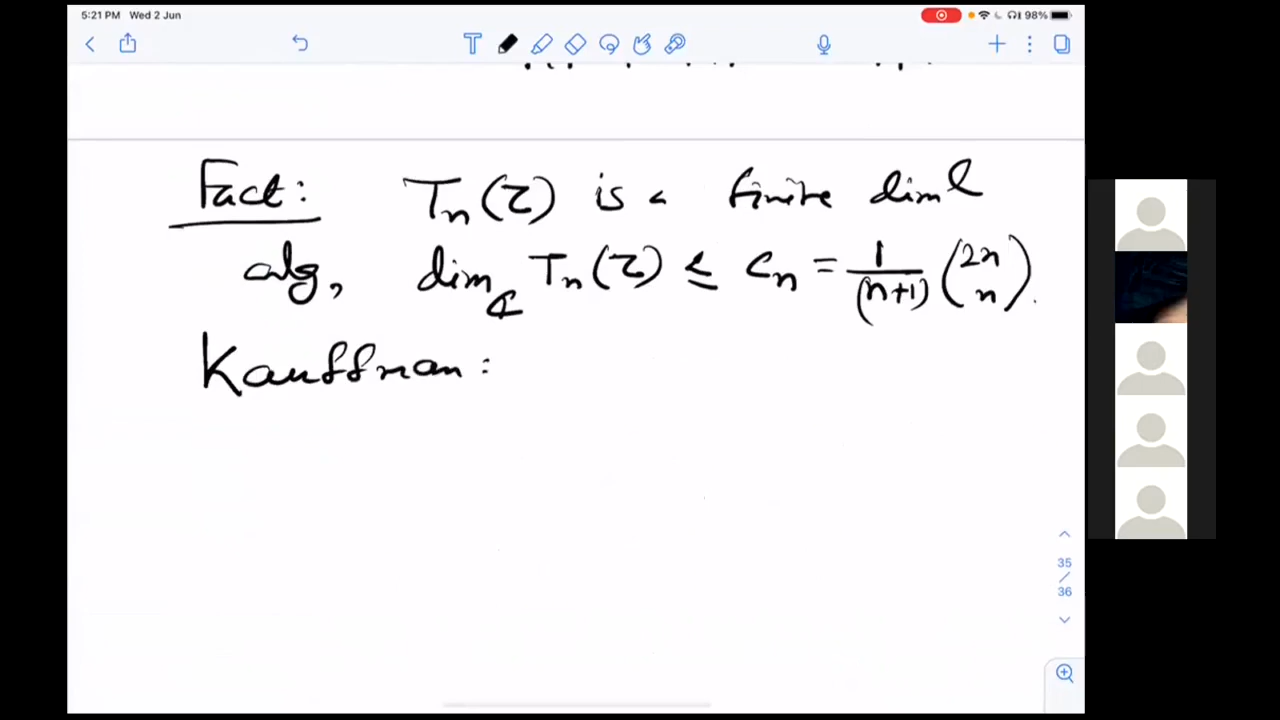 5:21 PM Wed 2 Jun
98%
Fact: Tₙ(τ) is a finite dim'l
alg, dim_ℂ Tₙ(τ) ≤ Cₙ = 1/(n+1) (2n n).
Kauffman:
35
/
36